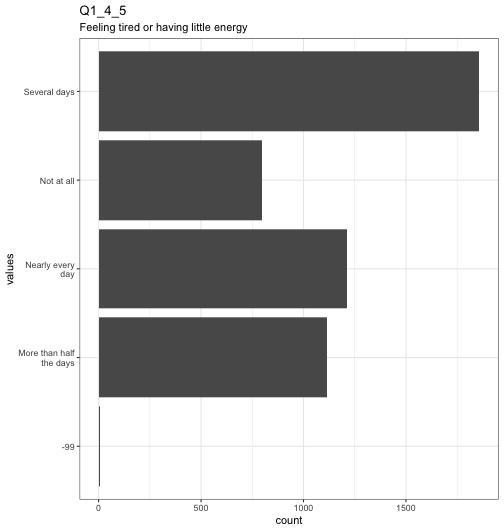 Q1_4_5
Feeling tired or having little energy
values
Several days
Not at all
Nearly every
day
More than half
the days
-99
0
500
1000
1500
count